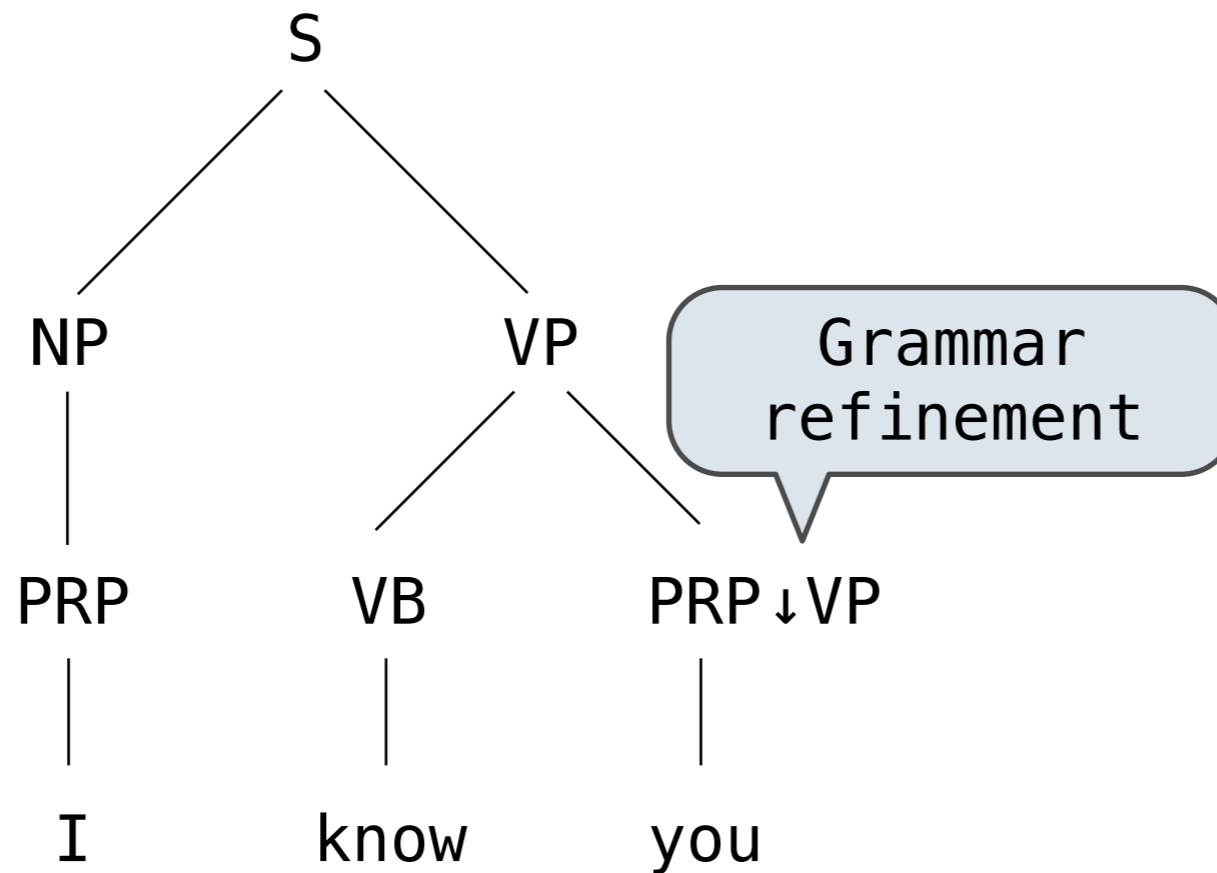 S
NP VP
Grammar
refinement
PRP VB PRP↓VP
I know you